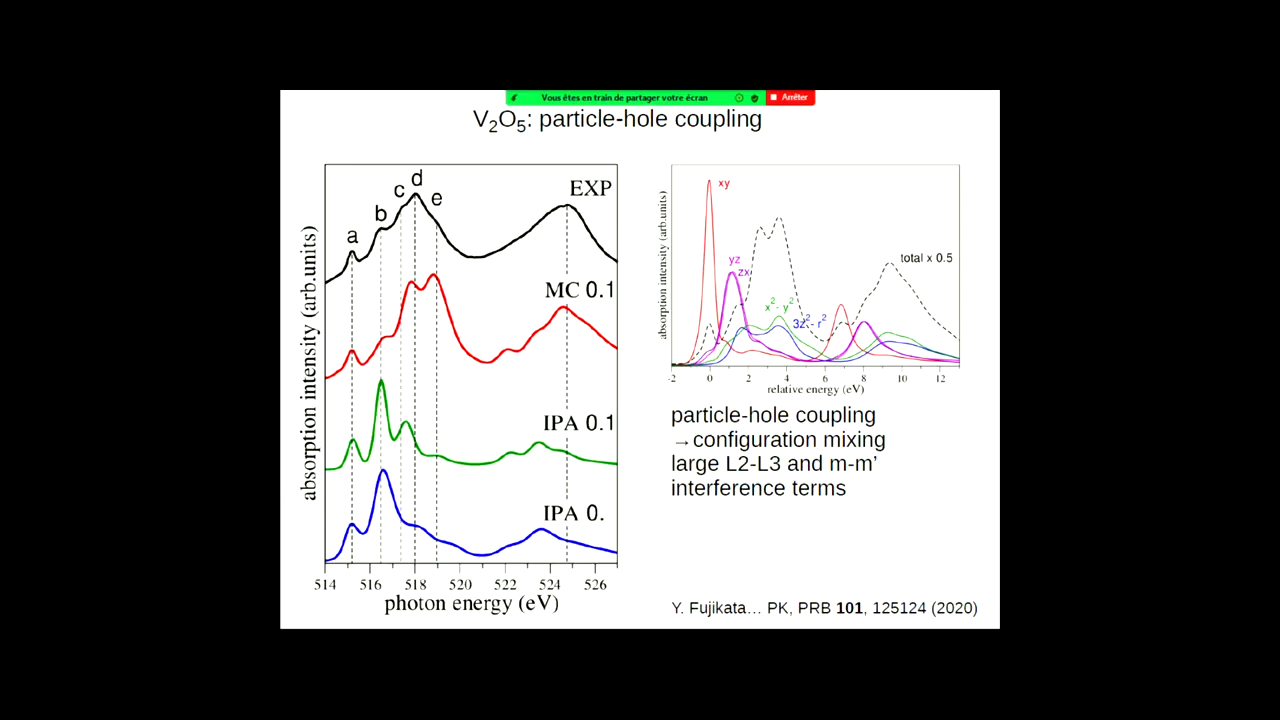 Vous êtes en train de partager votre écran
Arrêter
V2O5: particle-hole coupling
absorption intensity (arb.units)
a
b
c
d
e
EXP
MC 0.1
IPA 0.1
IPA 0.
514 516 518 520 522 524 526
photon energy (eV)
absorption intensity (arb.units)
xy
yz
zx
x2 - y2
3z2 - r2
total x 0.5
-2 0 2 4 6 8 10 12
relative energy (eV)
particle-hole coupling
→configuration mixing
large L2-L3 and m-m’
interference terms
Y. Fujikata… PK, PRB 101, 125124 (2020)